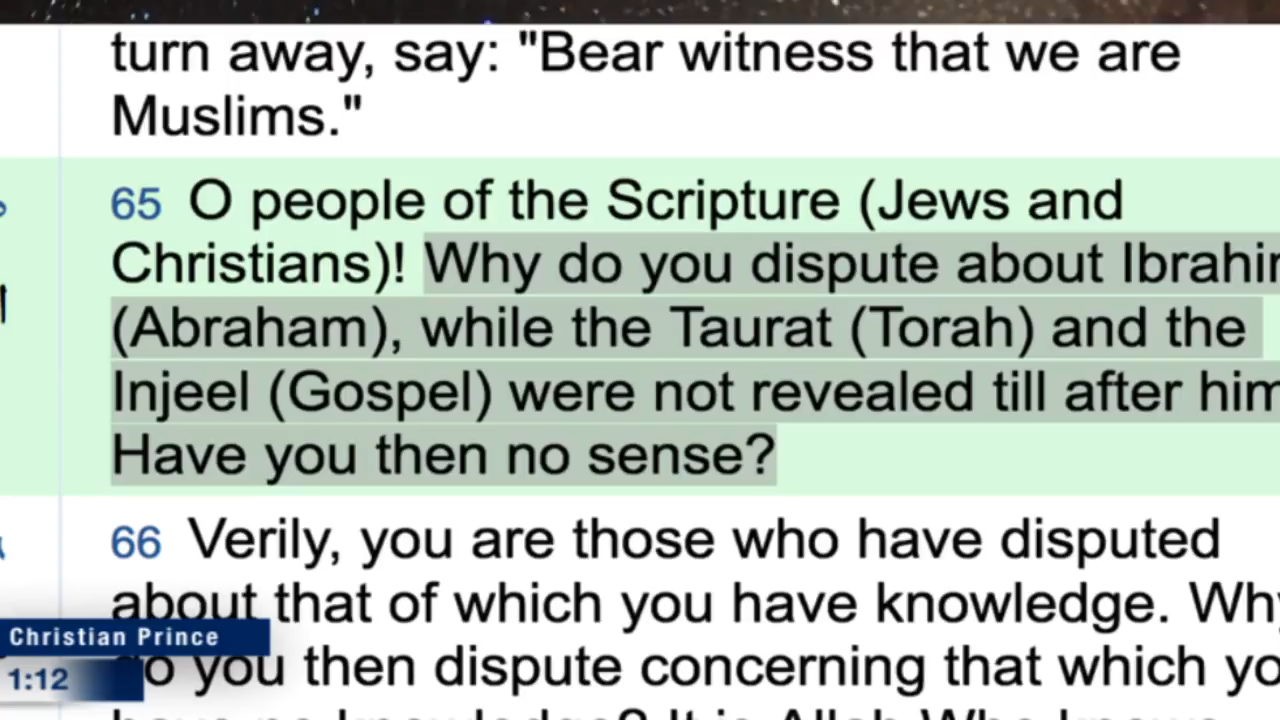 turn away, say: "Bear witness that we are
Muslims."
65 O people of the Scripture (Jews and
Christians)! Why do you dispute about
(Abraham), while the Taurat (Torah) and the
Injeel (Gospel) were not revealed till after
Have you then no sense?
66 Verily, you are those who have disputed
about that of which you have knowledge.
Christian Prince
do you then dispute concerning that which
1:12